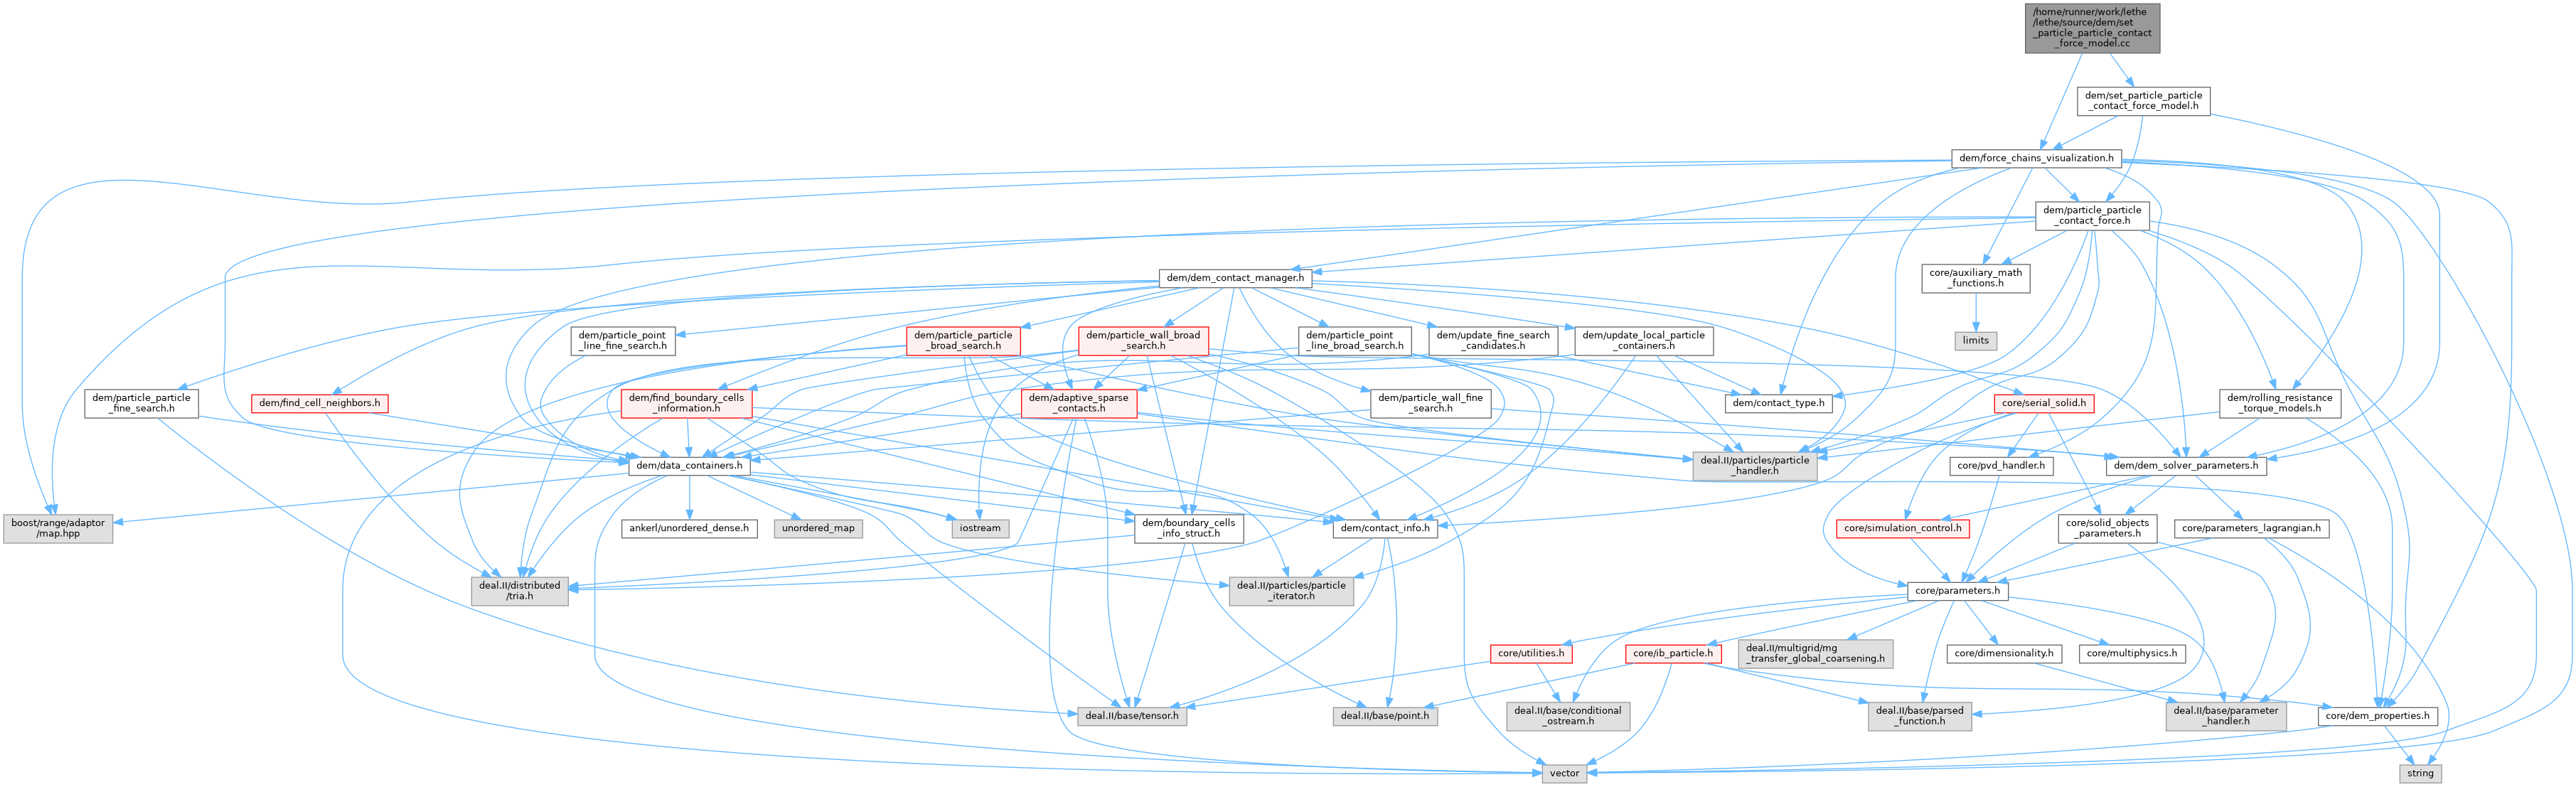 /home/runner/work/lethe
/lethe/source/dem/set
_particle_particle_contact
_force_model.cc
dem/set_particle_particle
_contact_force_model.h
dem/force_chains_visualization.h
dem/particle_particle
_contact_force.h
dem/dem_contact_manager.h
core/auxiliary_math
_functions.h
dem/particle_point
_line_fine_search.h
dem/particle_particle
_broad_search.h
dem/particle_wall_broad
_search.h
dem/particle_point
_line_broad_search.h
dem/update_fine_search
_candidates.h
dem/update_local_particle
_containers.h
limits
dem/particle_particle
_fine_search.h
dem/find_cell_neighbors.h
dem/find_boundary_cells
_information.h
dem/adaptive_sparse
_contacts.h
dem/particle_wall_fine
_search.h
dem/contact_type.h
core/serial_solid.h
dem/rolling_resistance
_torque_models.h
dem/data_containers.h
deal.II/particles/particle
_handler.h
core/pvd_handler.h
dem/dem_solver_parameters.h
boost/range/adaptor
/map.hpp
ankerl/unordered_dense.h
unordered_map
iostream
dem/boundary_cells
_info_struct.h
dem/contact_info.h
core/simulation_control.h
core/solid_objects
_parameters.h
core/parameters_lagrangian.h
deal.II/distributed
/tria.h
deal.II/particles/particle
_iterator.h
core/parameters.h
core/utilities.h
core/ib_particle.h
deal.II/multigrid/mg
_transfer_global_coarsening.h
core/dimensionality.h
core/multiphysics.h
deal.II/base/tensor.h
deal.II/base/point.h
deal.II/base/conditional
_ostream.h
deal.II/base/parsed
_function.h
deal.II/base/parameter
_handler.h
core/dem_properties.h
vector
string